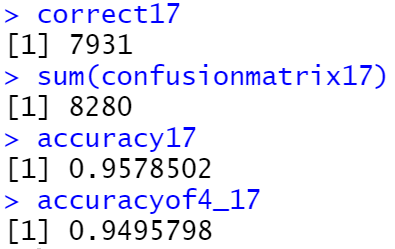 > correct17
[1] 7931
> sum(confusionmatrix17)
[1] 8280
> accuracy17
[1] 0.9578502
> accuracyof4_17
[1] 0.9495798